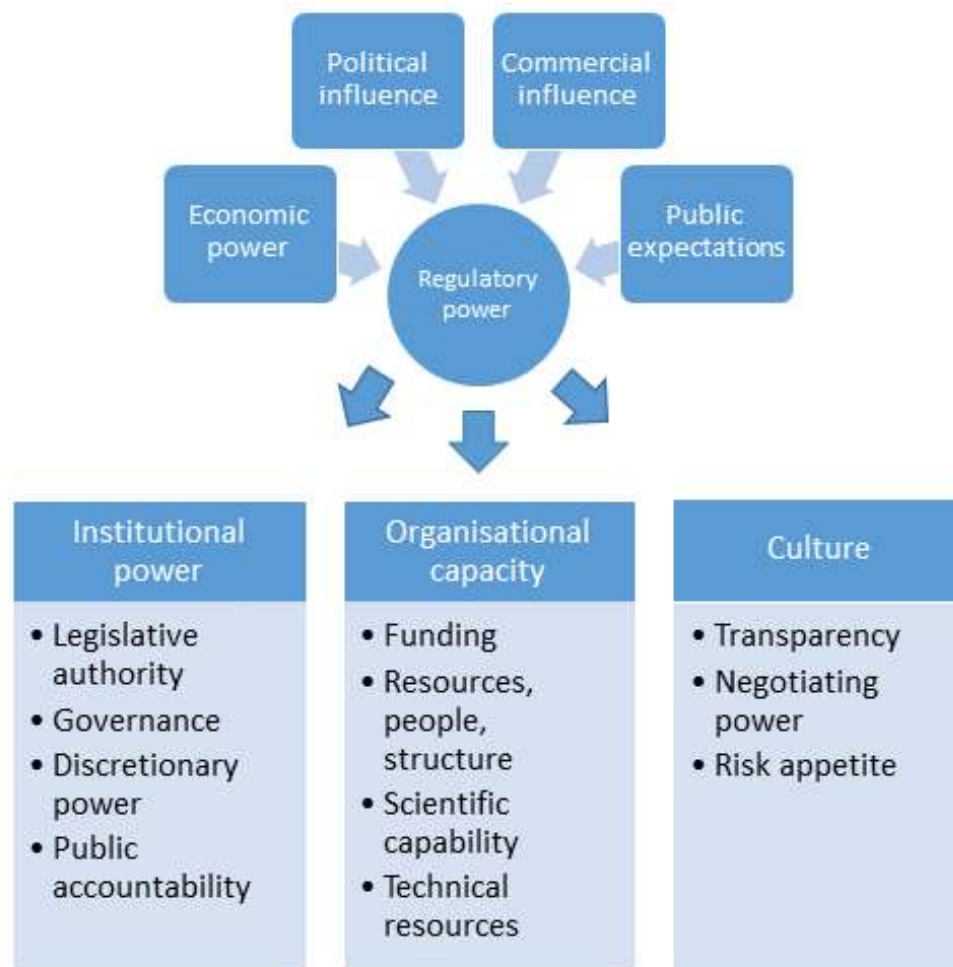 Political
influence
Commercial
influence
Economic
power
Public
expectations
Regulatory
power
Institutional
power
• Legislative
authority
• Governance
• Discretionary
power
• Public
accountability
Organisational
capacity
• Funding
• Resources,
people,
structure
• Scientific
capability
• Technical
resources
Culture
• Transparency
• Negotiating
power
• Risk appetite